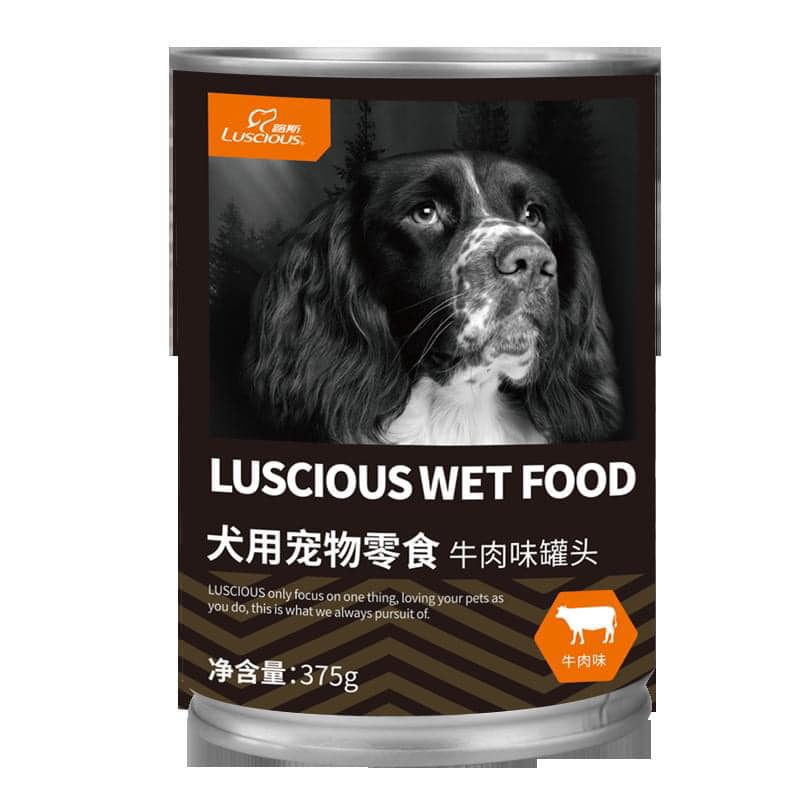 路斯
LUSCIOUS®
LUSCIOUS WET FOOD
犬用宠物零食 牛肉味罐头
LUSCIOUS only focus on one thing, loving your pets as
you do, this is what we always pursuit of.
牛肉味
净含量:375g